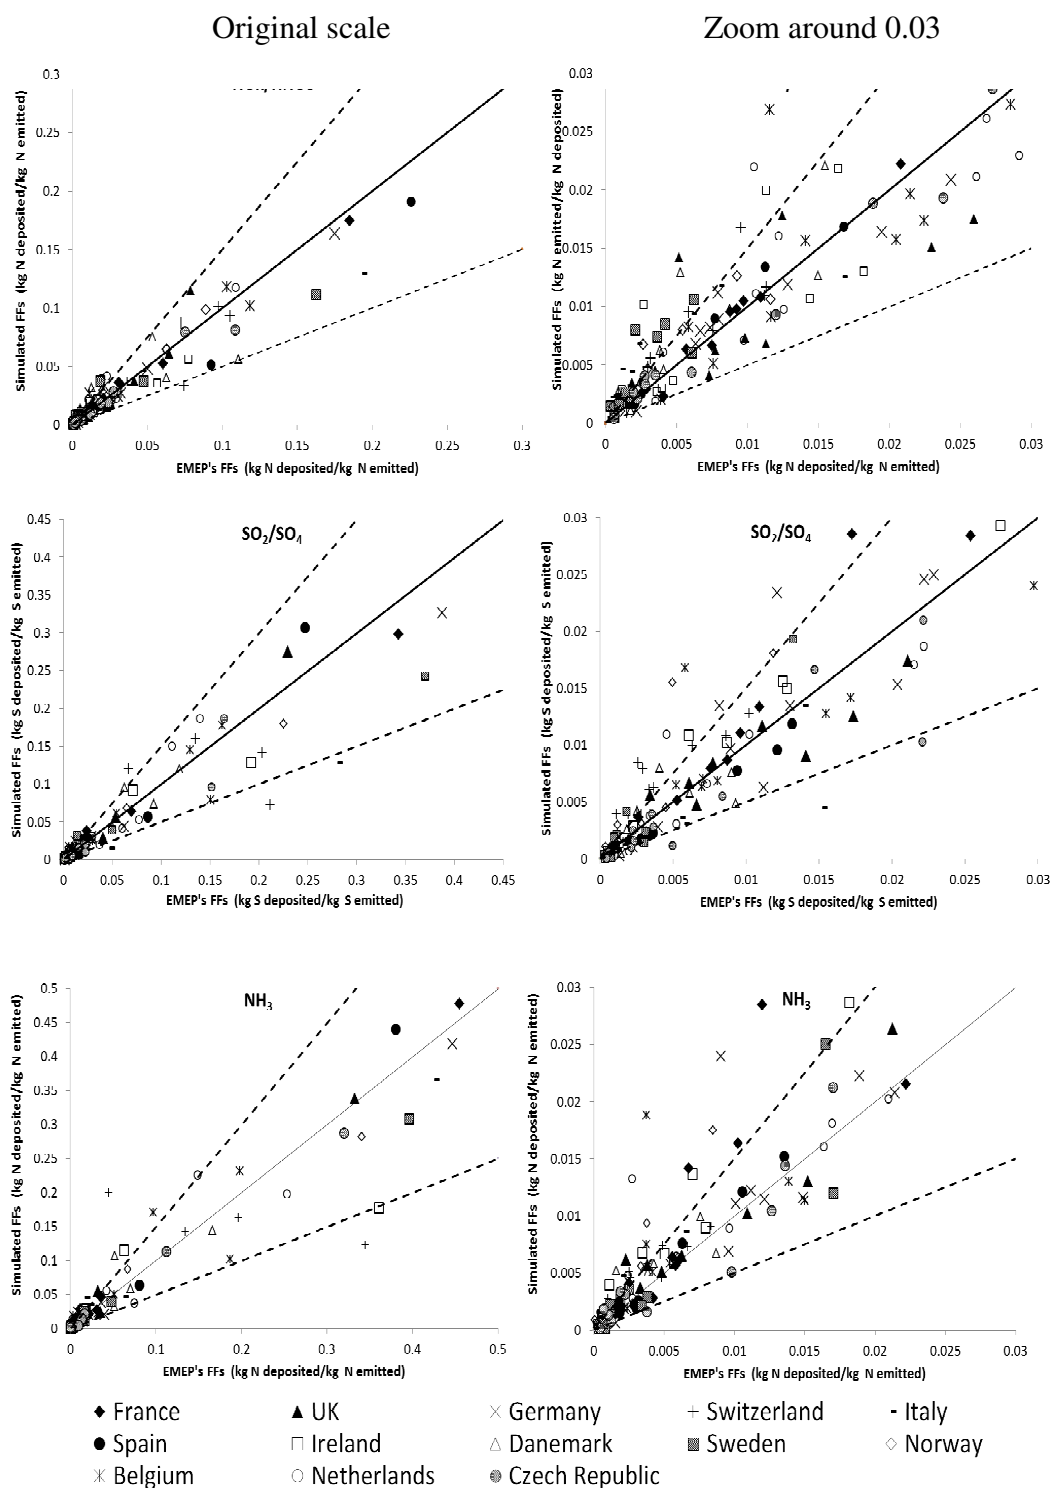 Original scale
Zoom around 0.03
0.3
0.2
0.15
0.1
0.05
0
0
0.05
0.1
0.15
0.2
0.25
0.3
Simulated FFs (kg N deposited/kg N emitted)
EMEP's FFs (kg N deposited/kg N emitted)
0.03
0.025
0.02
0.015
0.01
0.005
0
0.005
0.01
0.015
0.02
0.025
0.03
Simulated FFs (kg N emitted/kg N deposited)
EMEP's FFs (kg N deposited/kg N emitted)
SO₂/SO₄
0.45
0.4
0.35
0.3
0.25
0.2
0.15
0.1
0.05
0
0
0.05
0.1
0.15
0.2
0.25
0.3
0.35
0.4
0.45
Simulated FFs (kg S deposited/kg S emitted)
EMEP's FFs (kg S deposited/kg S emitted)
SO₂/SO₄
0.03
0.025
0.02
0.015
0.01
0.005
0
0
0.005
0.01
0.015
0.02
0.025
0.03
Simulated FFs (kg S deposited/kg S emitted)
EMEP's FFs (kg S deposited/kg S emitted)
NH₃
0.5
0.45
0.4
0.35
0.3
0.25
0.2
0.15
0.1
0.05
0
0
0.1
0.2
0.3
0.4
0.5
Simulated FFs (kg N deposited/kg N emitted)
EMEP's FFs (kg N deposited/kg N emitted)
NH₃
0.03
0.025
0.02
0.015
0.01
0.005
0
0
0.005
0.01
0.015
0.02
0.025
0.03
Simulated FFs (kg N deposited/kg N emitted)
EMEP's FFs (kg N deposited/kg N emitted)
France
UK
Germany
Switzerland
Italy
Spain
Ireland
Danemark
Sweden
Norway
Belgium
Netherlands
Czech Republic